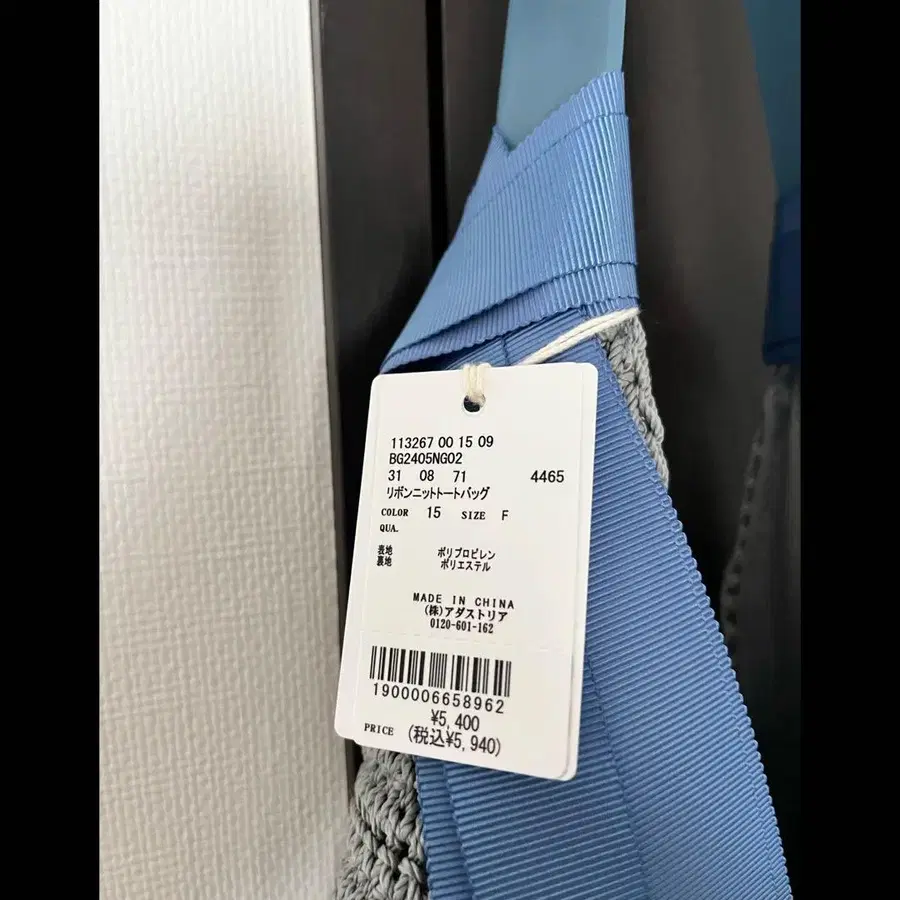 113267 00 15 09
BG2405NG02
31 08 71 4465
リボンニットトートバッグ
COLOR 15 SIZE F
QUA.
表地 ポリプロピレン
裏地 ポリエステル
MADE IN CHINA
(株)アダストリア
0120-601-162
1900006658962
¥5,400
PRICE (税込¥5,940)